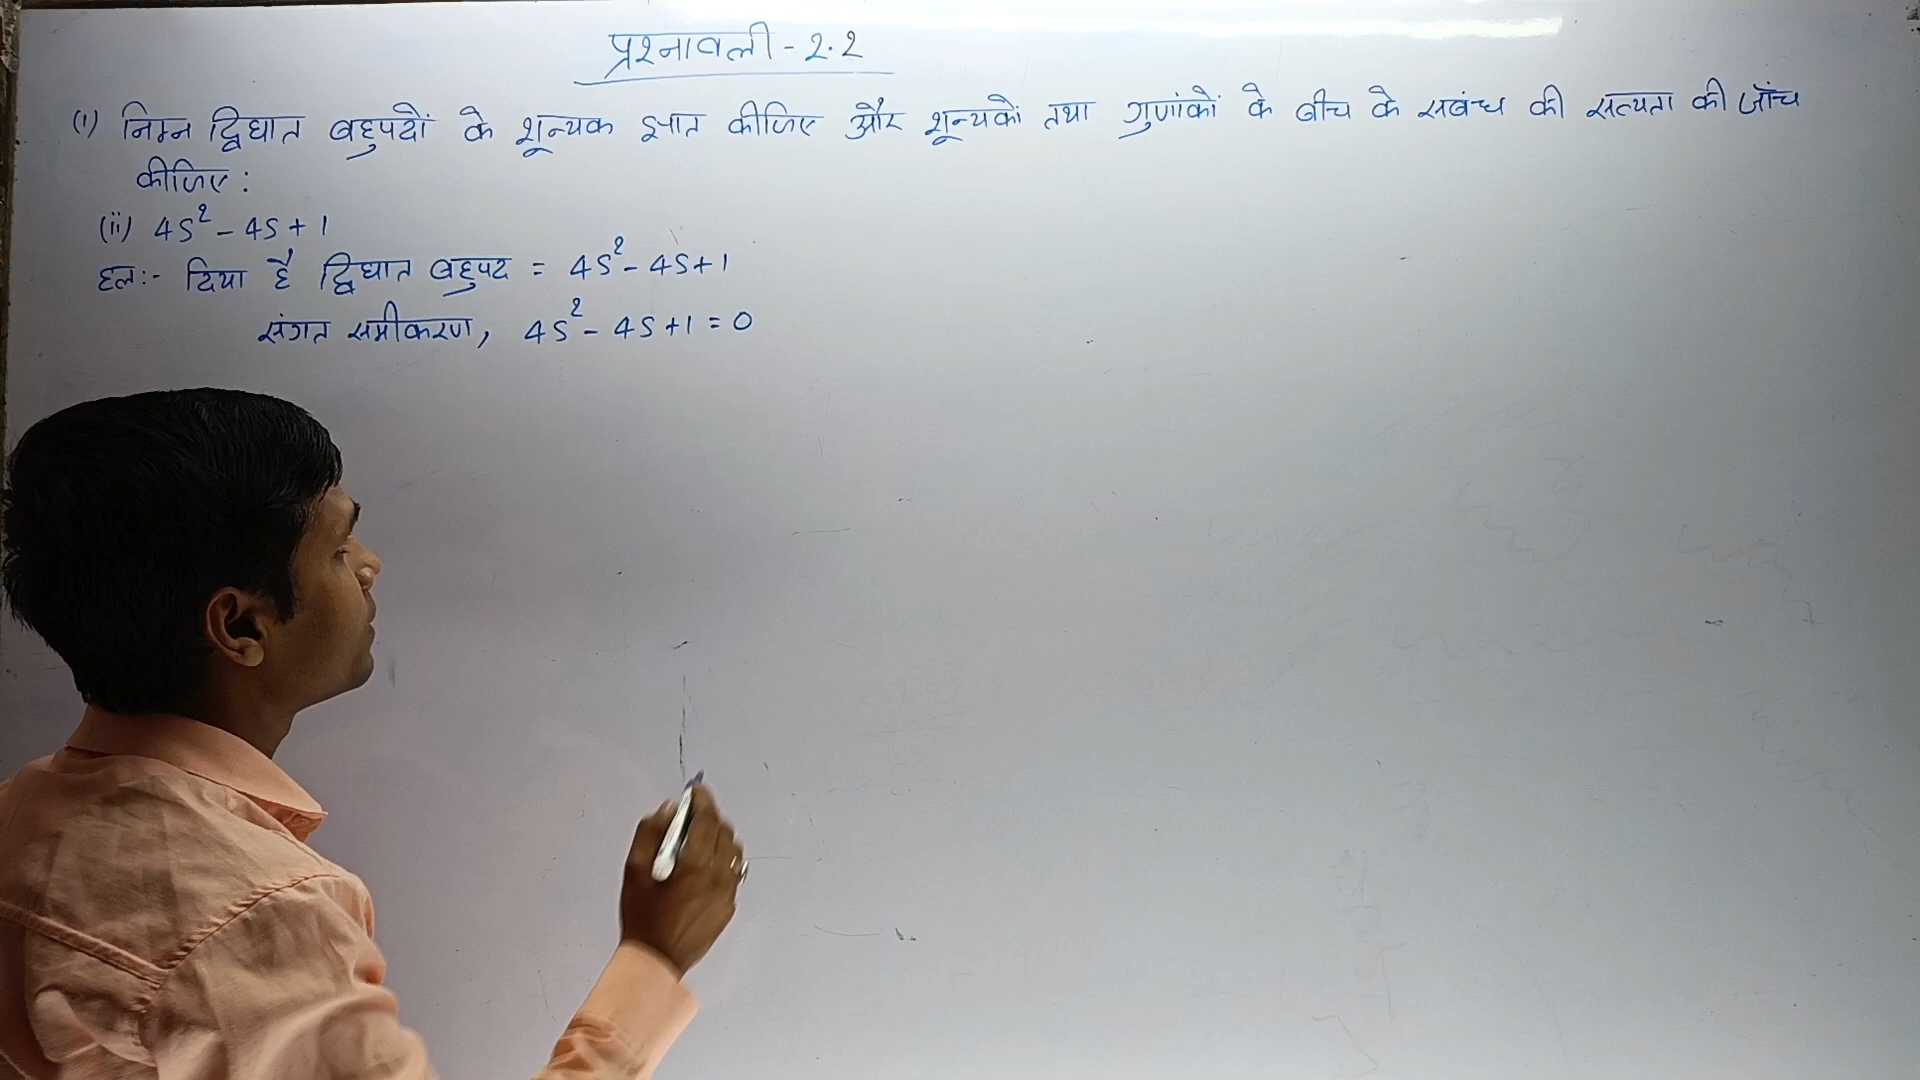 प्रश्नावली - 2.2
(1) निम्न द्विघात बहुपदों के शून्यक ज्ञात कीजिए और शून्यकों तथा गुणांकों के बीच के सबंन्ध की सत्यता की जाँच
कीजिए :
(ii) 4S² - 4S + 1
हल:- दिया है द्विघात बहुपद = 4S² - 4S + 1
संगत समीकरण, 4S² - 4S + 1 = 0